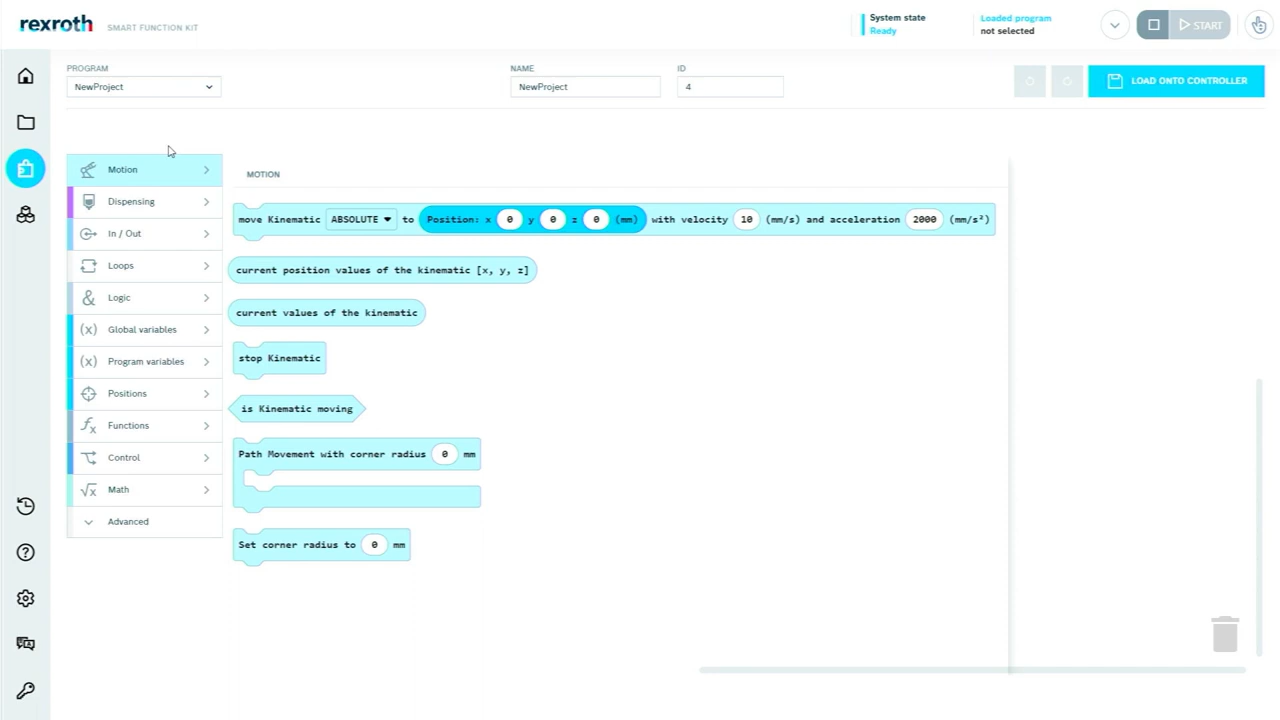 rexroth SMART FUNCTION KIT
System state
Ready
Loaded program
not selected
START
PROGRAM
NewProject
NAME
NewProject
ID
4
LOAD ONTO CONTROLLER
Motion
Dispensing
In / Out
Loops
Logic
Global variables
Program variables
Positions
Functions
Control
Math
Advanced
MOTION
move Kinematic ABSOLUTE to Position: x 0 y 0 z 0 (mm) with velocity 10 (mm/s) and acceleration 2000 (mm/s²)
current position values of the kinematic [x, y, z]
current values of the kinematic
stop Kinematic
is Kinematic moving
Path Movement with corner radius 0 mm
Set corner radius to 0 mm